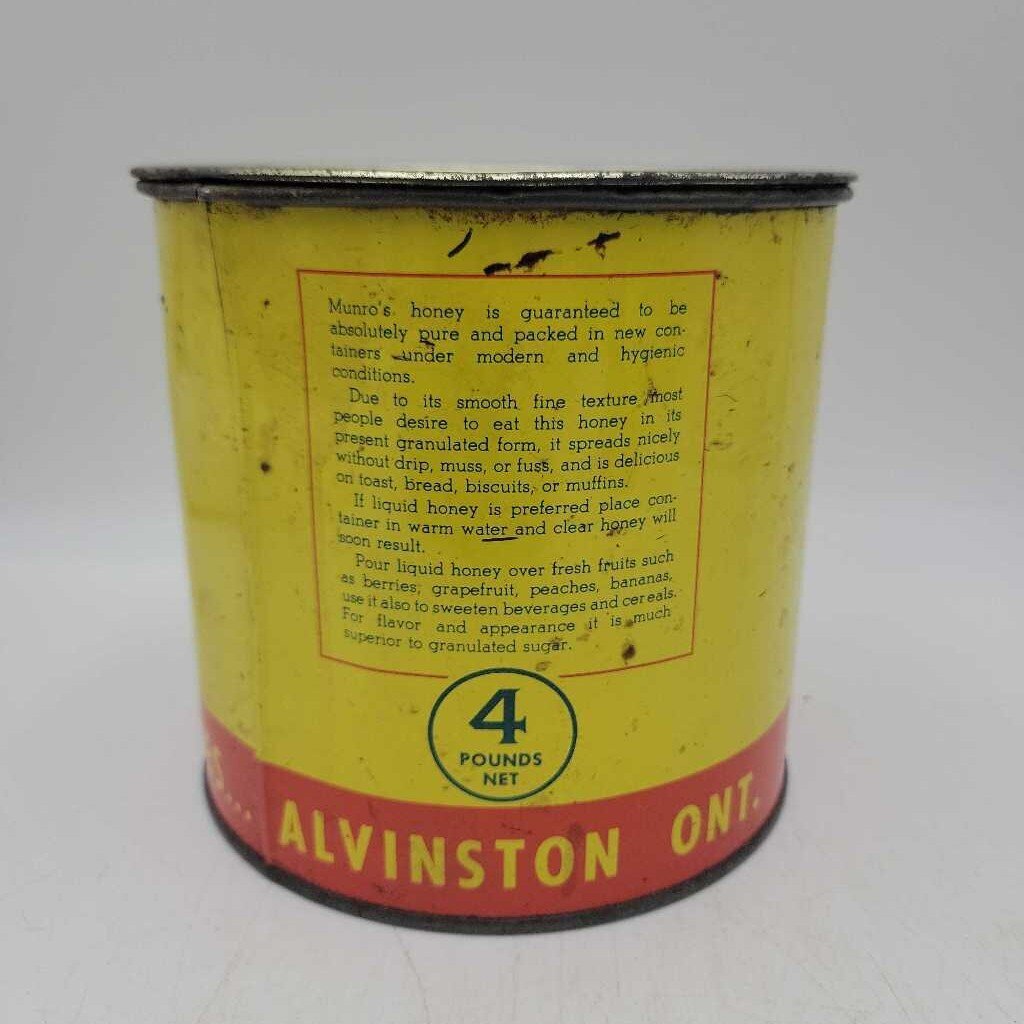 Munro's honey is guaranteed to be
absolutely pure and packed in new con-
tainers under modern and hygienic
conditions.
Due to its smooth fine texture most
people desire to eat this honey in its
present granulated form, it spreads nicely
without drip, muss, or fuss, and is delicious
on toast, bread, biscuits, or muffins.
If liquid honey is preferred place con-
tainer in warm water and clear honey will
soon result.
Pour liquid honey over fresh fruits such
as berries, grapefruit, peaches, bananas,
use it also to sweeten beverages and cereals.
For flavor and appearance it is much
superior to granulated sugar.
4
POUNDS
NET
ALVINSTON ONT.